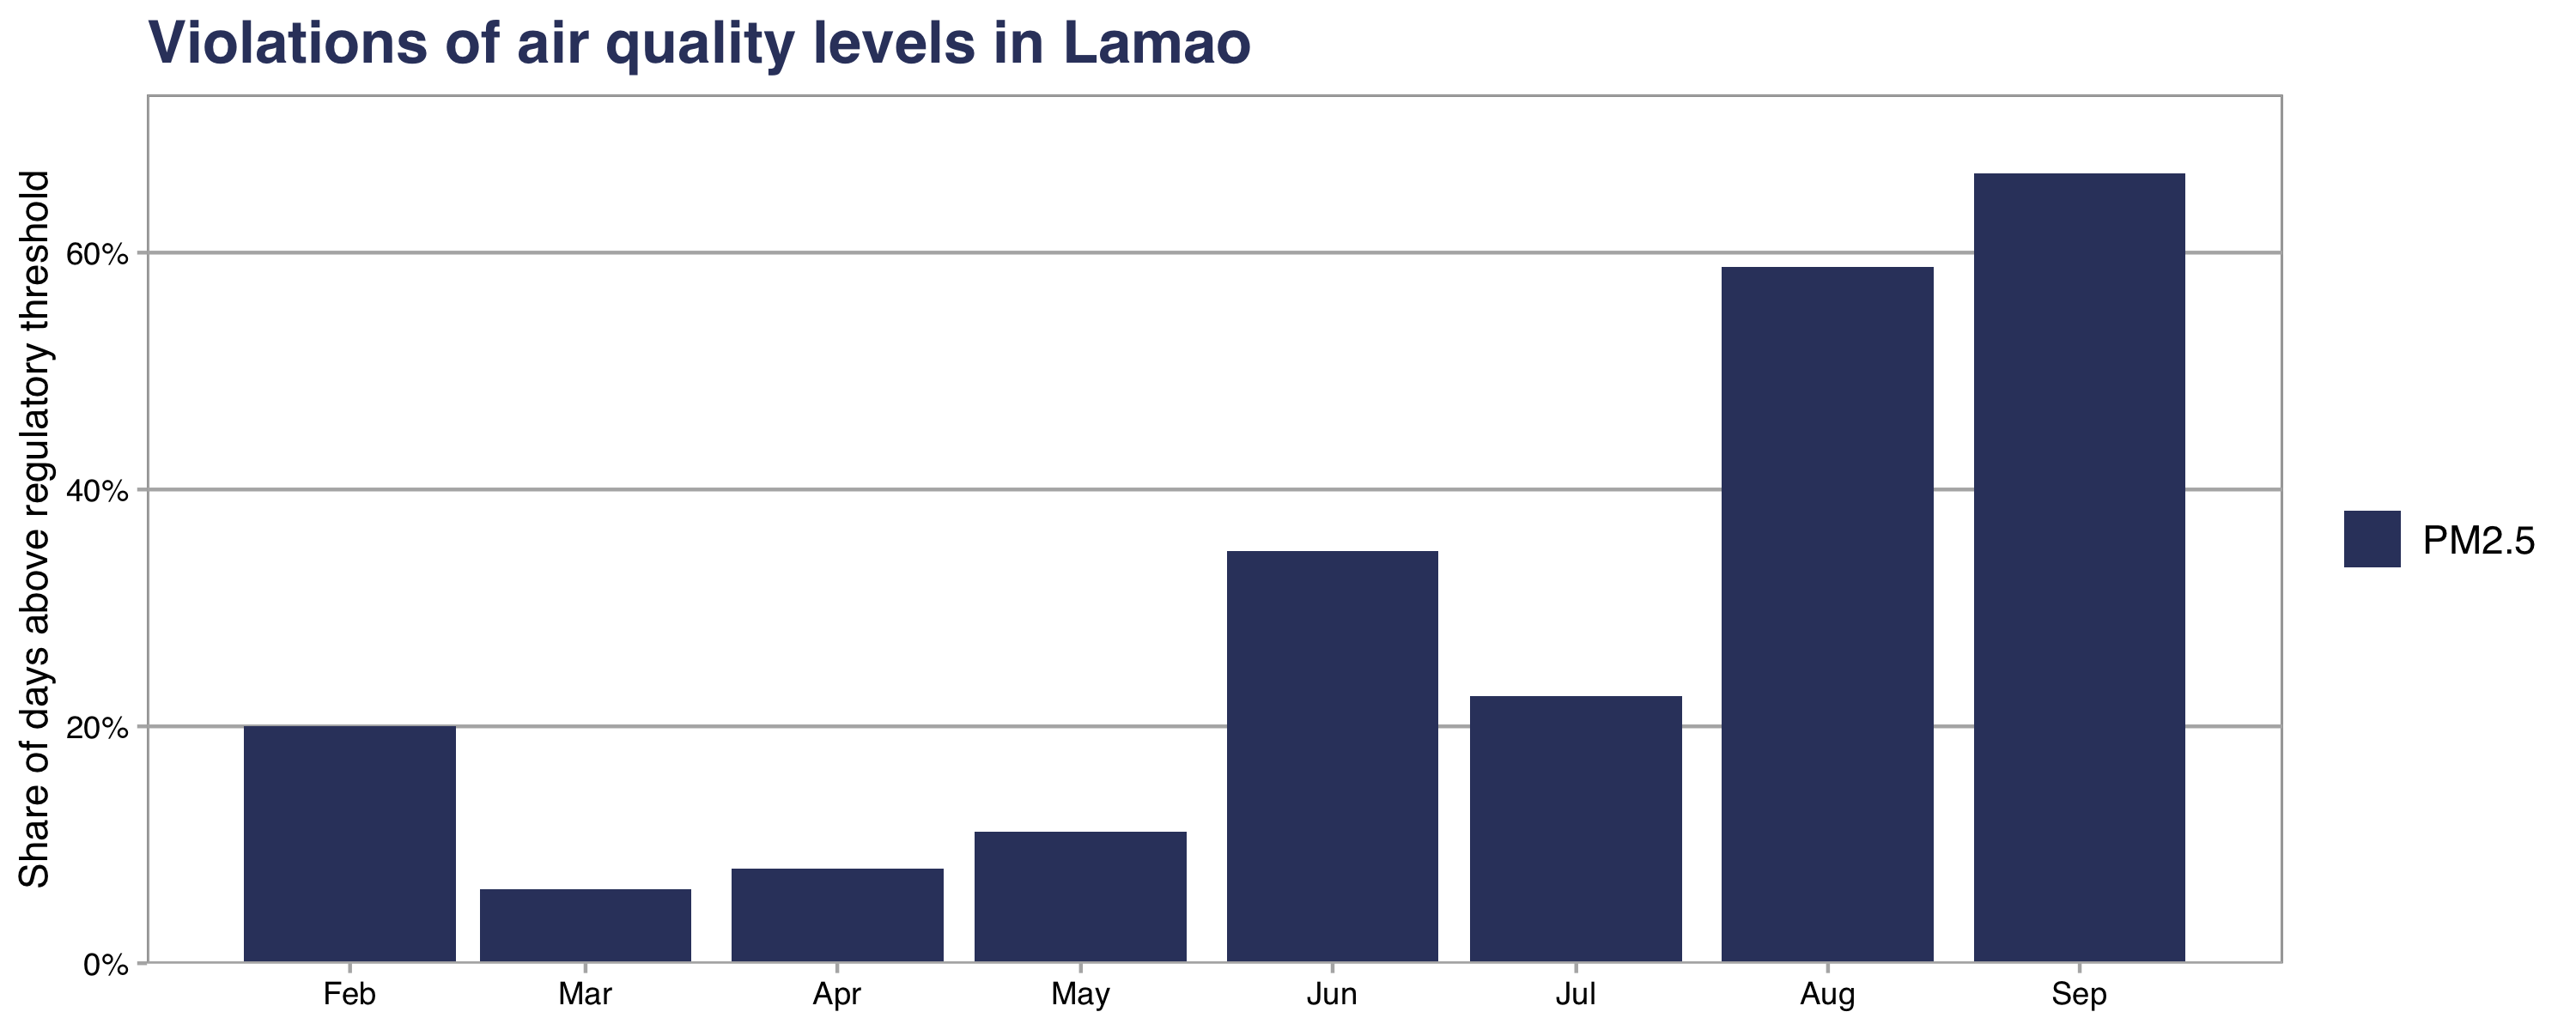 Violations of air quality levels in Lamao
Share of days above regulatory threshold
60%
40%
20%
0%
Feb Mar Apr May Jun Jul Aug Sep
PM2.5